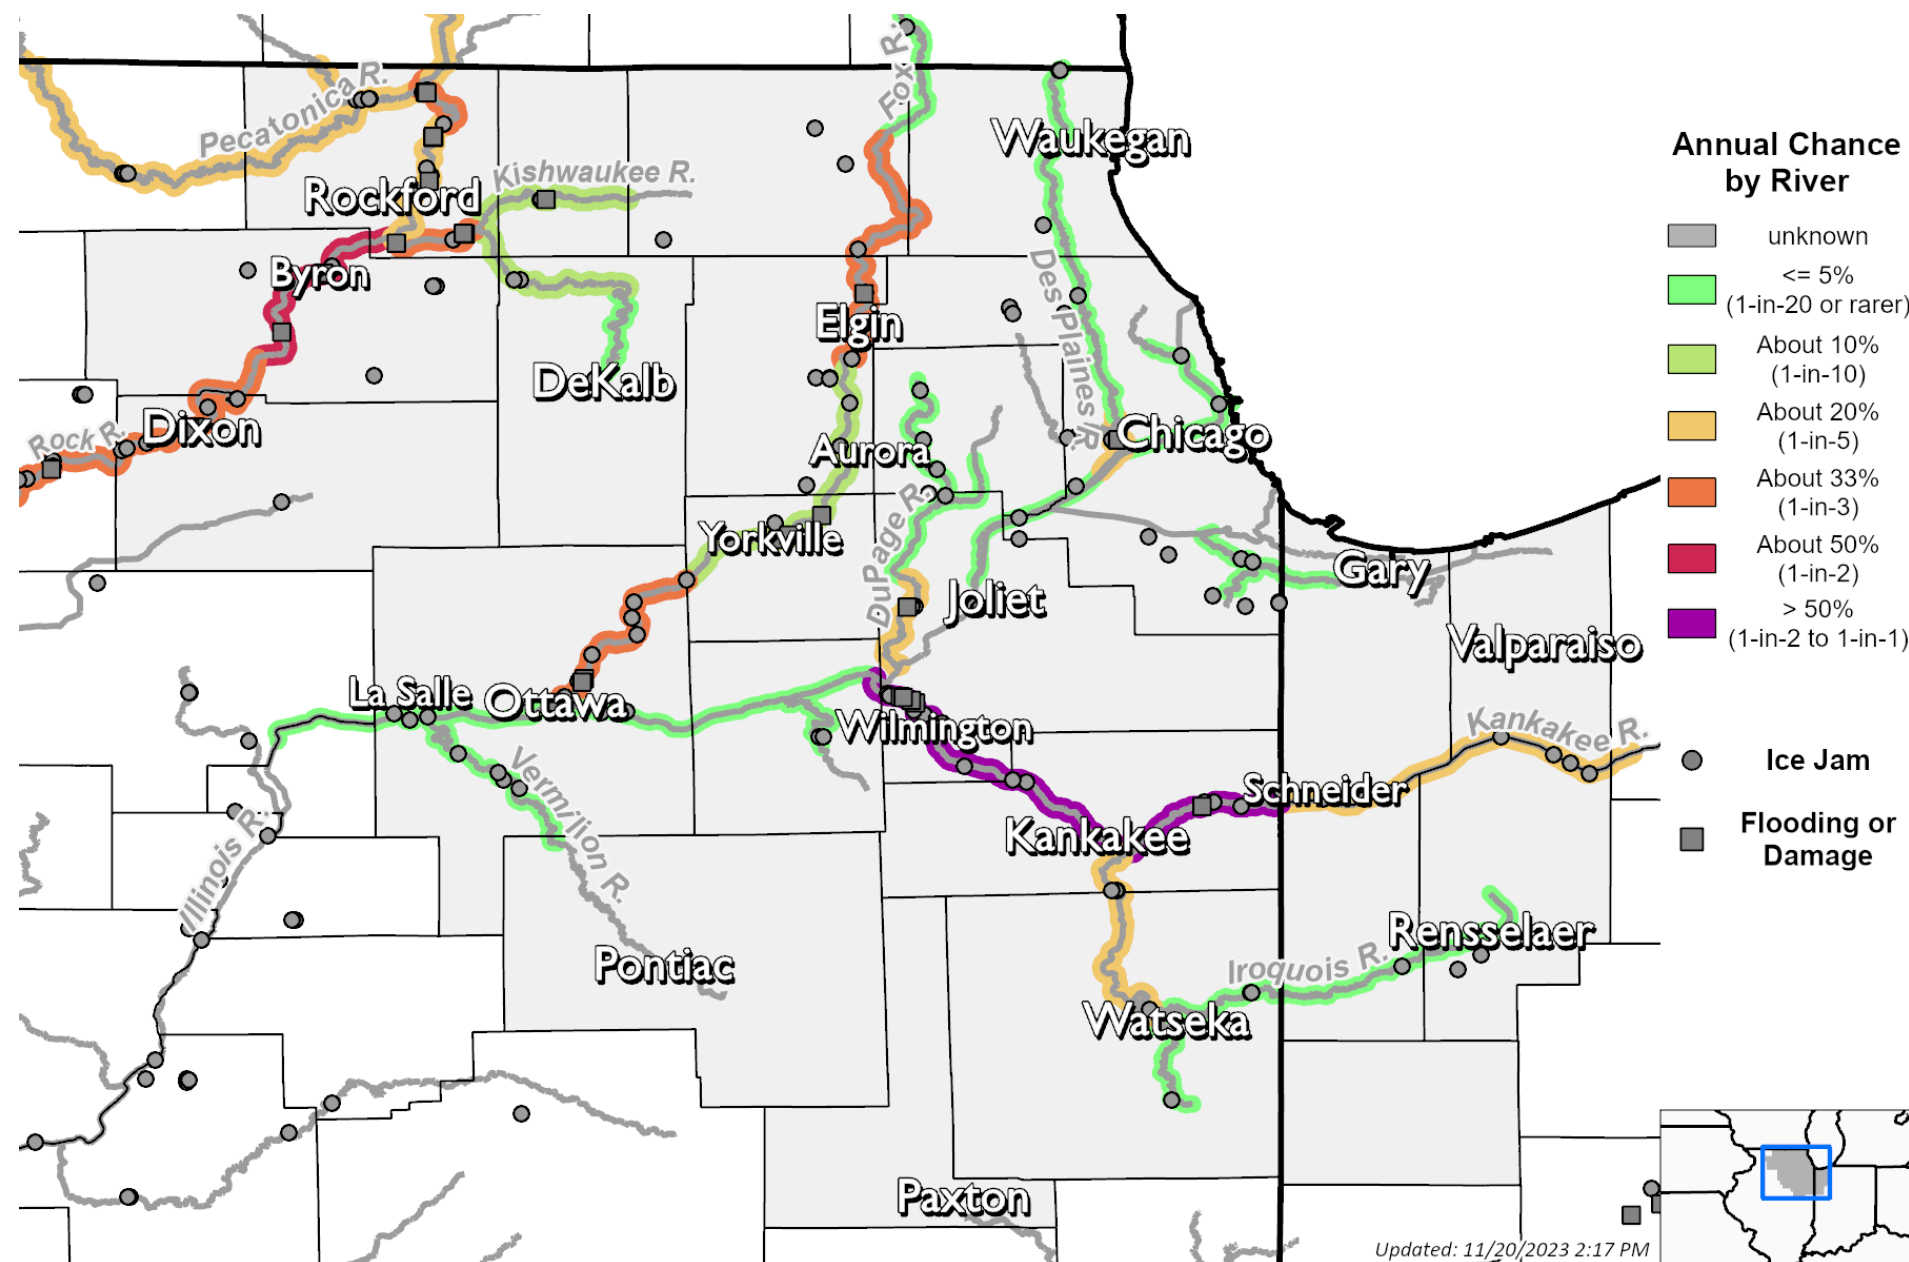 Fox R.
Pecatonica R.
Waukegan
Kishwaukee R.
Rockford
Des Plaines R.
Byron
Elgin
DeKalb
Rock R.
Dixon
Chicago
Aurora
DuPage R.
Yorkville
Gary
Joliet
Valparaiso
La Salle
Ottawa
Wilmington
Kankakee R.
Vermilion R.
Schneider
Illinois R.
Kankakee
Rensselaer
Pontiac
Iroquois R.
Watseka
Paxton
Annual Chance
by River
unknown
<= 5%
(1-in-20 or rarer)
About 10%
(1-in-10)
About 20%
(1-in-5)
About 33%
(1-in-3)
About 50%
(1-in-2)
> 50%
(1-in-2 to 1-in-1)
Ice Jam
Flooding or
Damage
Updated: 11/20/2023 2:17 PM